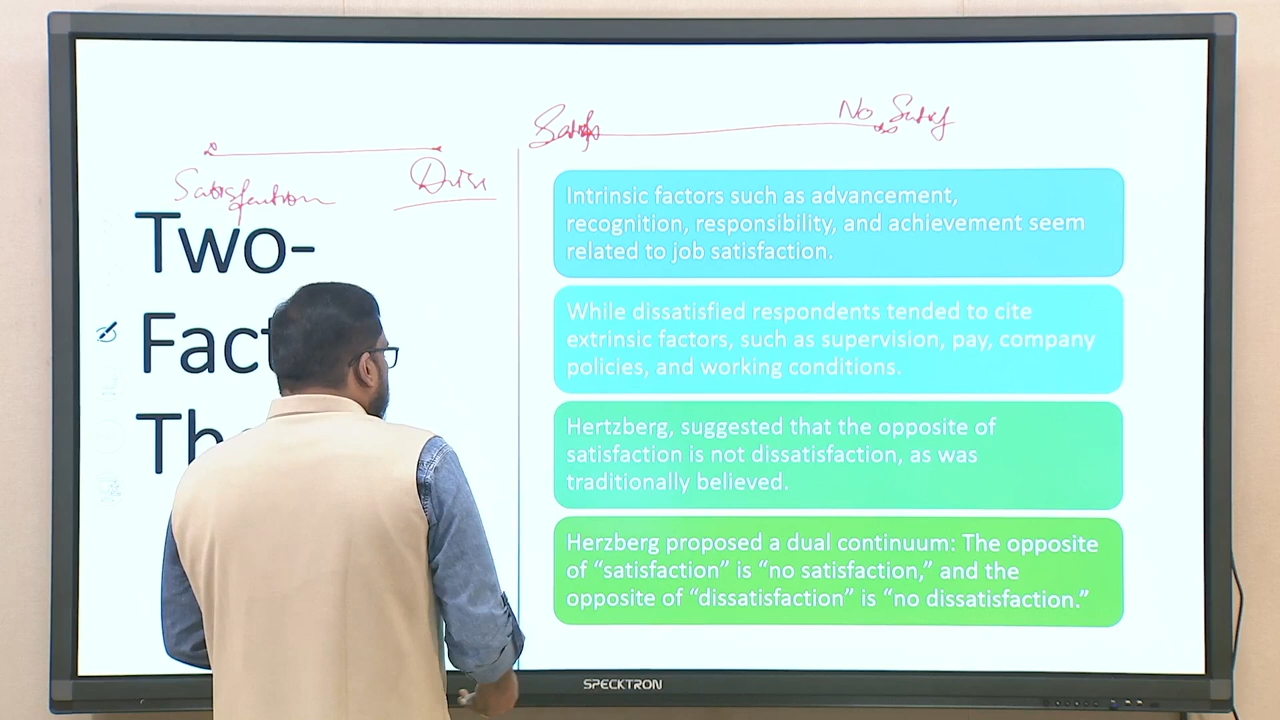 Satisfaction
Two-
Fact
Th
No Satisf
Intrinsic factors such as advancement,
recognition, responsibility, and achievement seem
related to job satisfaction.
While dissatisfied respondents tended to cite
extrinsic factors, such as supervision, pay, company
policies, and working conditions.
Hertzberg, suggested that the opposite of
satisfaction is not dissatisfaction, as was
traditionally believed.
Herzberg proposed a dual continuum: The opposite
of “satisfaction” is “no satisfaction,” and the
opposite of “dissatisfaction” is “no dissatisfaction.”
SPECKTRON